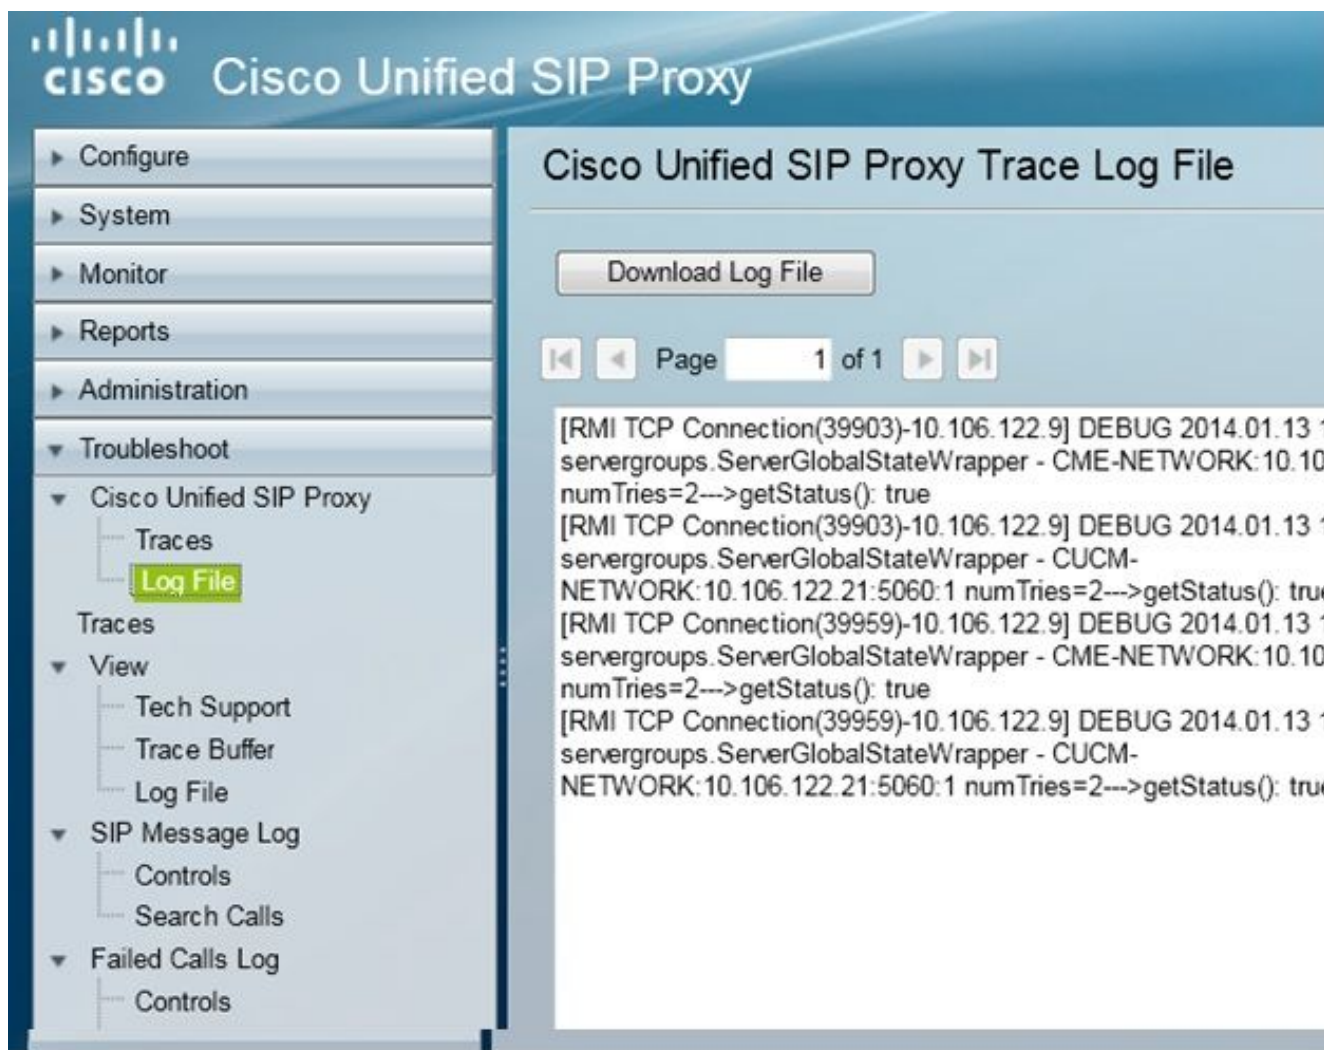 CISCO Cisco Unified SIP Proxy
Configure
System
Monitor
Reports
Administration
Troubleshoot
Cisco Unified SIP Proxy
Traces
Log File
Traces
View
Tech Support
Trace Buffer
Log File
SIP Message Log
Controls
Search Calls
Failed Calls Log
Controls
Cisco Unified SIP Proxy Trace Log File
Download Log File
Page 1 of 1
[RMI TCP Connection(39903)-10.106.122.9] DEBUG 2014.01.13 1
servergroups.ServerGlobalStateWrapper - CME-NETWORK:10.10
numTries=2--->getStatus(): true
[RMI TCP Connection(39903)-10.106.122.9] DEBUG 2014.01.13 1
servergroups.ServerGlobalStateWrapper - CUCM-
NETWORK:10.106.122.21:5060:1 numTries=2--->getStatus(): true
[RMI TCP Connection(39959)-10.106.122.9] DEBUG 2014.01.13 1
servergroups.ServerGlobalStateWrapper - CME-NETWORK:10.10
numTries=2--->getStatus(): true
[RMI TCP Connection(39959)-10.106.122.9] DEBUG 2014.01.13 1
servergroups.ServerGlobalStateWrapper - CUCM-
NETWORK:10.106.122.21:5060:1 numTries=2--->getStatus(): true